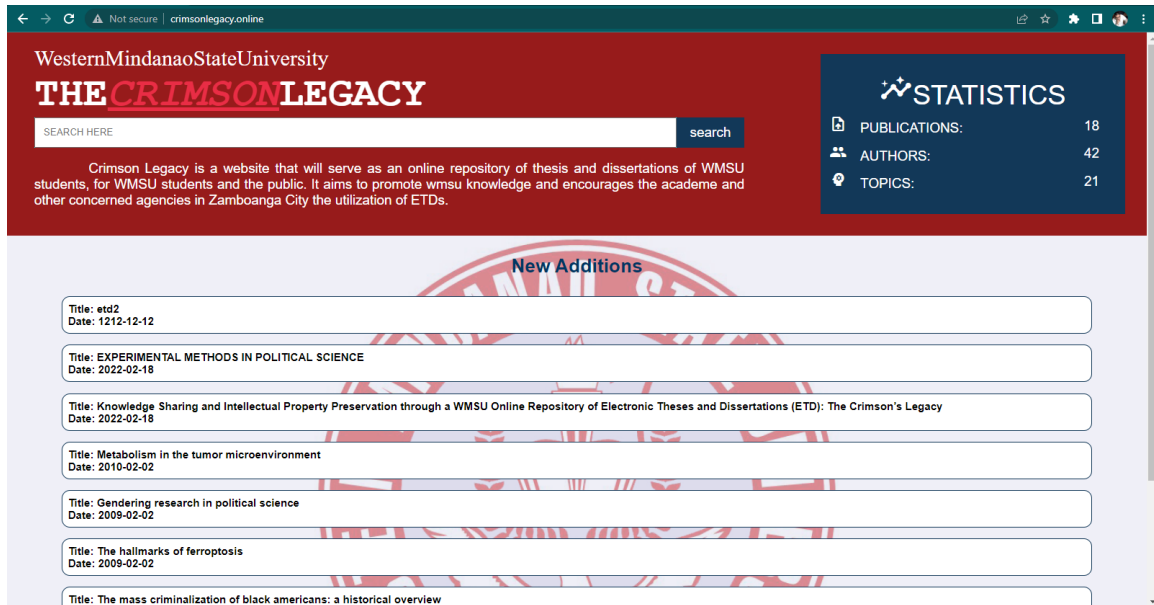 Not secure | crimsonlegacy.online
WesternMindanaoStateUniversity
THECRIMSONLEGACY
SEARCH HERE
search
Crimson Legacy is a website that will serve as an online repository of thesis and dissertations of WMSU
students, for WMSU students and the public. It aims to promote wmsu knowledge and encourages the academe and
other concerned agencies in Zamboanga City the utilization of ETDs.
STATISTICS
PUBLICATIONS: 18
AUTHORS: 42
TOPICS: 21
New Additions
Title: etd2
Date: 1212-12-12
Title: EXPERIMENTAL METHODS IN POLITICAL SCIENCE
Date: 2022-02-18
Title: Knowledge Sharing and Intellectual Property Preservation through a WMSU Online Repository of Electronic Theses and Dissertations (ETD): The Crimson’s Legacy
Date: 2022-02-18
Title: Metabolism in the tumor microenvironment
Date: 2010-02-02
Title: Gendering research in political science
Date: 2009-02-02
Title: The hallmarks of ferroptosis
Date: 2009-02-02
Title: The mass criminalization of black americans: a historical overview